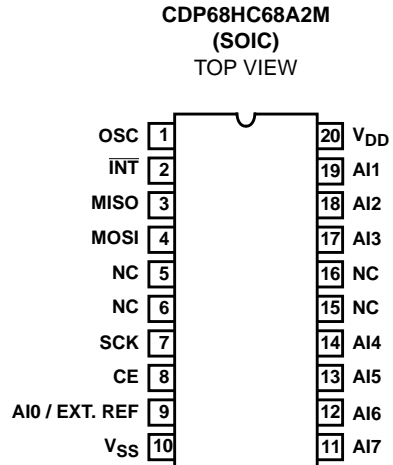 CDP68HC68A2M
(SOIC)
TOP VIEW
OSC 1 20 VDD
INT 2 19 AI1
MISO 3 18 AI2
MOSI 4 17 AI3
NC 5 16 NC
NC 6 15 NC
SCK 7 14 AI4
CE 8 13 AI5
AI0 / EXT. REF 9 12 AI6
VSS 10 11 AI7